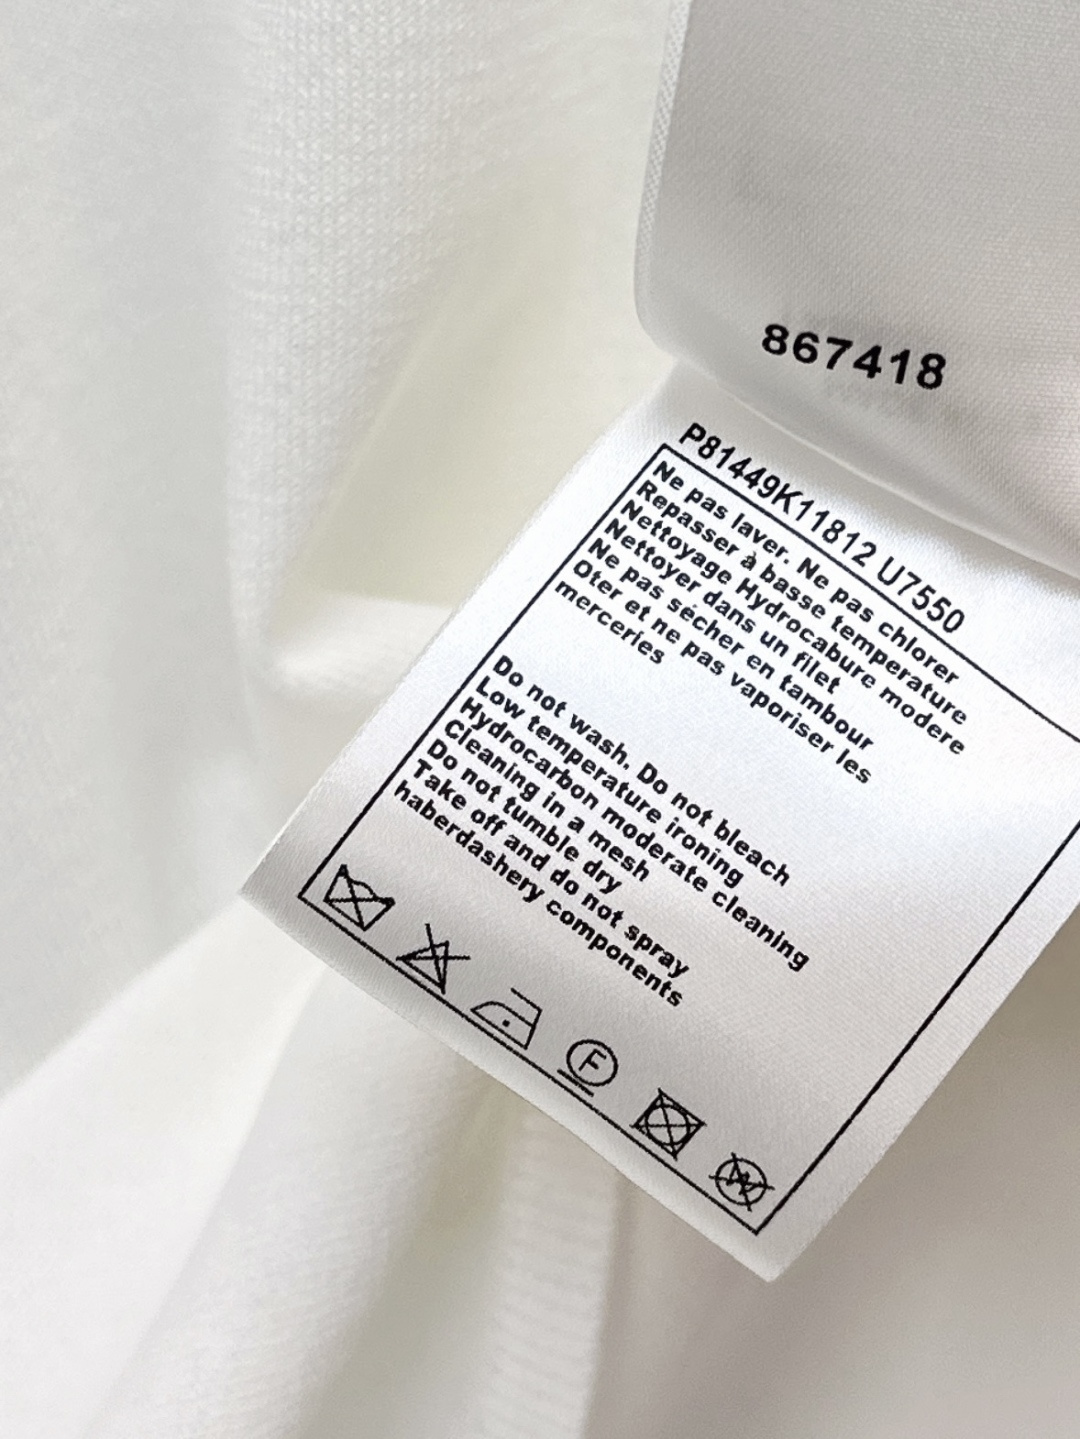 867418
P81449K11812 U7550
Ne pas laver. Ne pas chlorer
Repasser à basse temperature
Nettoyage Hydrocabure modere
Nettoyer dans un filet
Ne pas sécher en tambour
Oter et ne pas vaporiser les
merceries
Do not wash. Do not bleach
Low temperature ironing
Hydrocarbon moderate cleaning
Cleaning in a mesh
Do not tumble dry
Take off and do not spray
haberdashery components
F
W